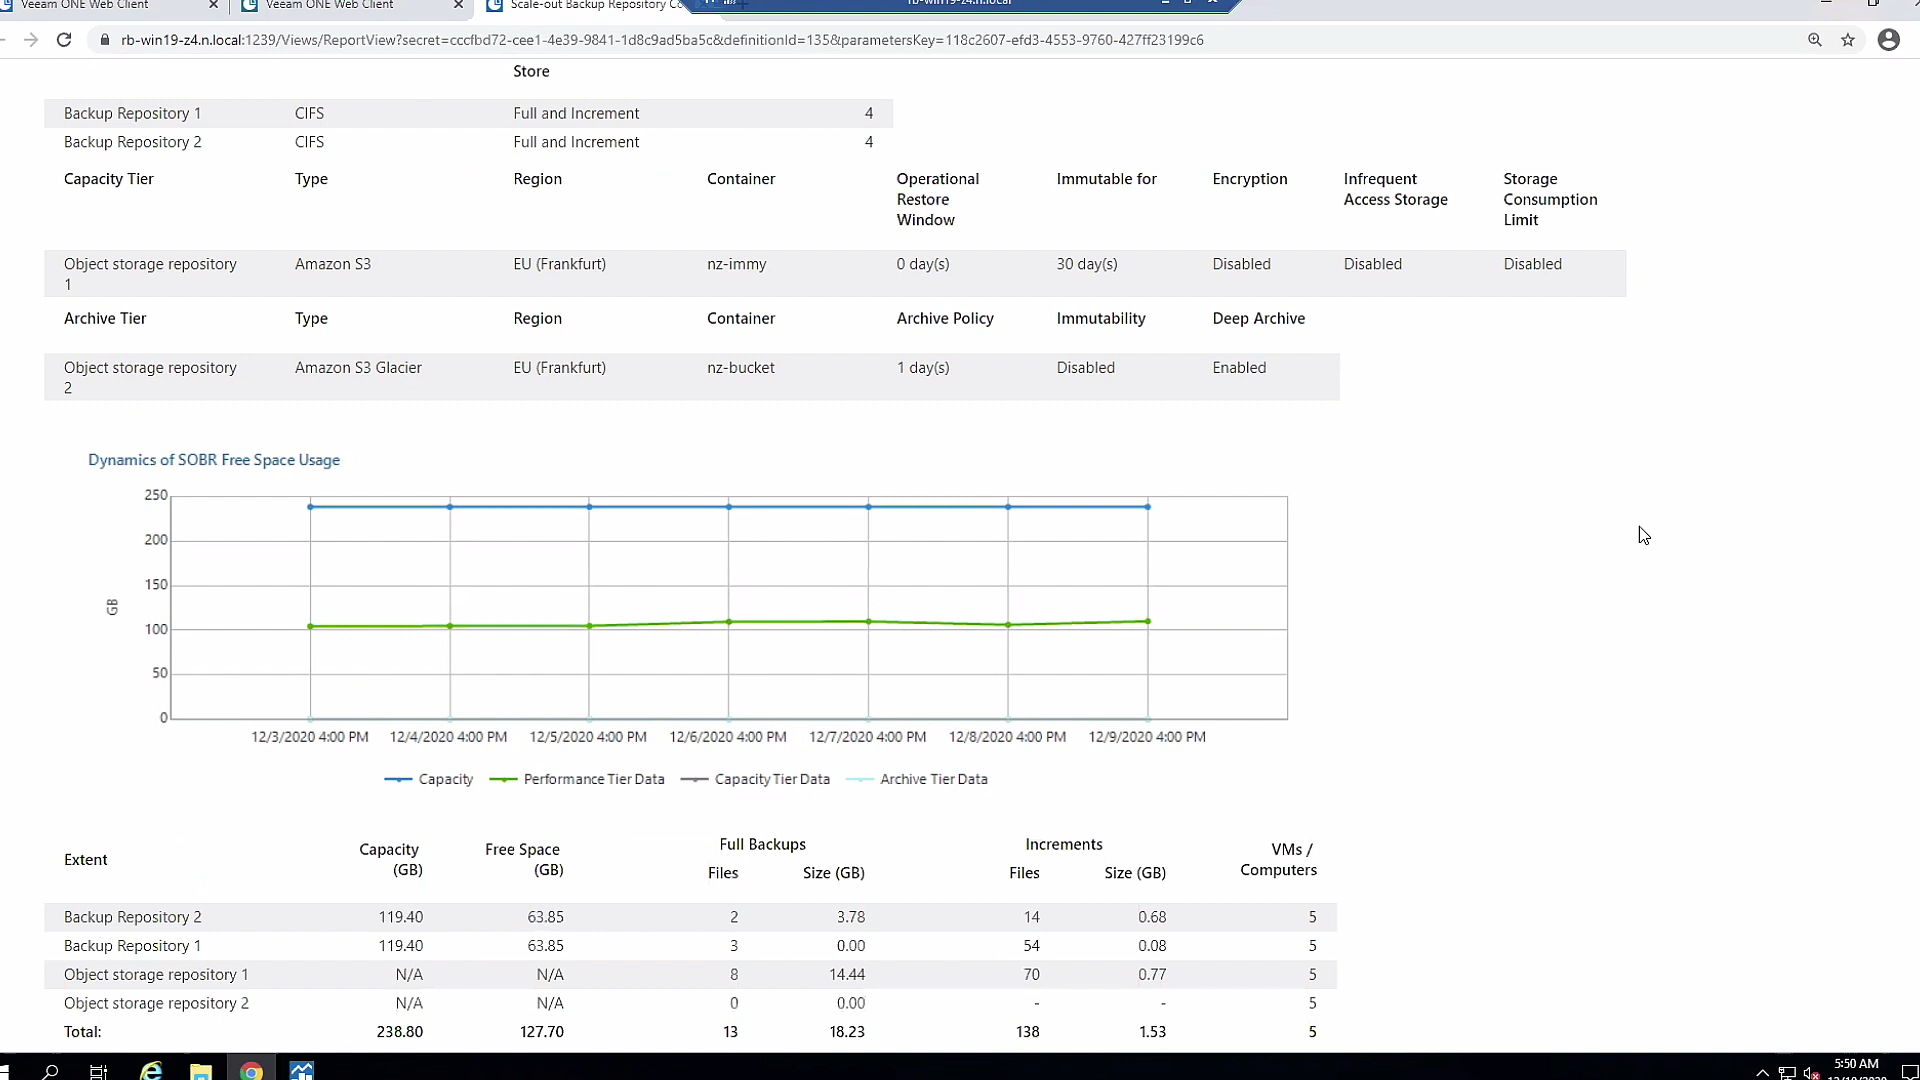 Veeam ONE Web Client
Veeam ONE Web Client
Scale-out Backup Repository Co
rb-win19-z4.n.local
rb-win19-z4.n.local:1239/Views/ReportView?secret=cccfbd72-cee1-4e39-9841-1d8c9ad5ba5c&definitionId=135&parametersKey=118c2607-efd3-4553-9760-427ff23199c6
Store
Backup Repository 1 CIFS Full and Increment 4
Backup Repository 2 CIFS Full and Increment 4
Capacity Tier Type Region Container Operational Restore Window Immutable for Encryption Infrequent Access Storage Storage Consumption Limit
Object storage repository 1 Amazon S3 EU (Frankfurt) nz-immy 0 day(s) 30 day(s) Disabled Disabled Disabled
Archive Tier Type Region Container Archive Policy Immutability Deep Archive
Object storage repository 2 Amazon S3 Glacier EU (Frankfurt) nz-bucket 1 day(s) Disabled Enabled
Dynamics of SOBR Free Space Usage
250
200
150
GB
100
50
0
12/3/2020 4:00 PM 12/4/2020 4:00 PM 12/5/2020 4:00 PM 12/6/2020 4:00 PM 12/7/2020 4:00 PM 12/8/2020 4:00 PM 12/9/2020 4:00 PM
Capacity Performance Tier Data Capacity Tier Data Archive Tier Data
Extent Capacity (GB) Free Space (GB) Full Backups Files Size (GB) Increments Files Size (GB) VMs / Computers
Backup Repository 2 119.40 63.85 2 3.78 14 0.68 5
Backup Repository 1 119.40 63.85 3 0.00 54 0.08 5
Object storage repository 1 N/A N/A 8 14.44 70 0.77 5
Object storage repository 2 N/A N/A 0 0.00 - - 5
Total: 238.80 127.70 13 18.23 138 1.53 5
5:50 AM